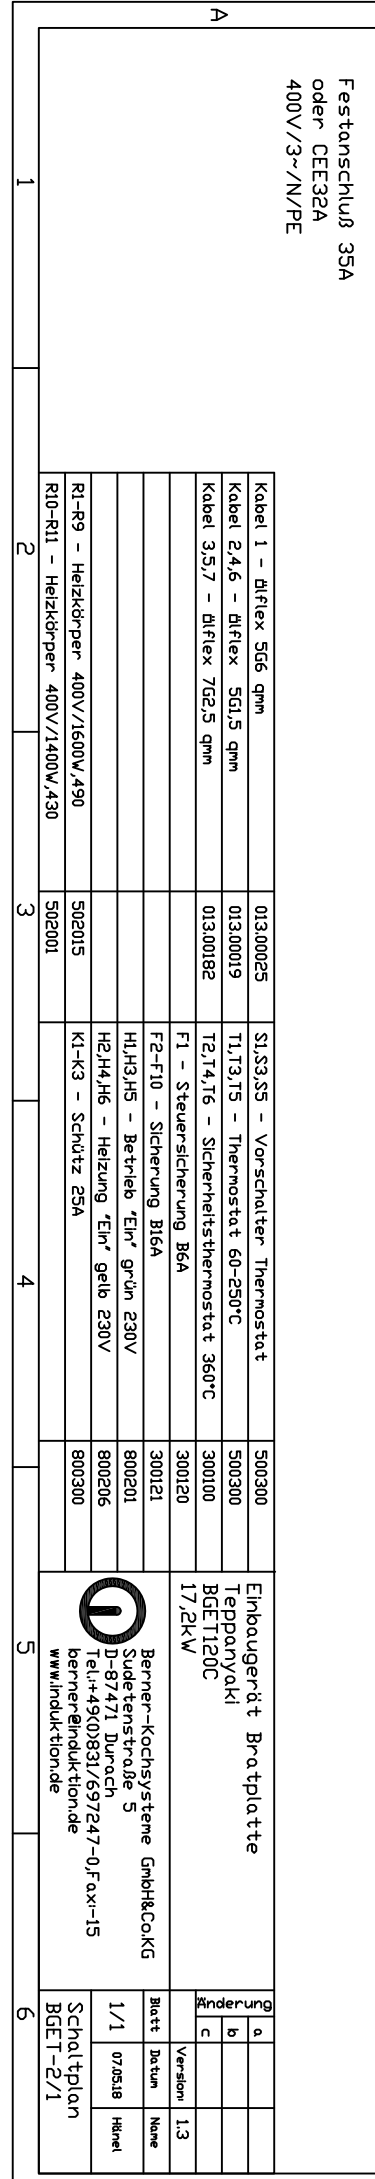 A
Festanschluß 35A
oder CEE32A
400V/3~/N/PE
Kabel 1 - Ölflex 5G6 qmm 013.00025
Kabel 2,4,6 - Ölflex 5G1,5 qmm 013.00019
Kabel 3,5,7 - Ölflex 7G2,5 qmm 013.00182
R1-R9 - Heizkörper 400V/1600W,490 502015
R10-R11 - Heizkörper 400V/1400W,430 502001
S1,S3,S5 - Vorschalter Thermostat 500300
T1,T3,T5 - Thermostat 60-250°C 500300
T2,T4,T6 - Sicherheitsthermostat 360°C 300100
F1 - Steuersicherung B6A 300120
F2-F10 - Sicherung B16A 300121
H1,H3,H5 - Betrieb "Ein" grün 230V 800201
H2,H4,H6 - Heizung "Ein" gelb 230V 800206
K1-K3 - Schütz 25A 800300
Einbaugerät Bratplatte
Teppanyaki
BGET120C
17,2kW
Berner-Kochsysteme GmbH&Co.KG
Sudetenstraße 5
D-87471 Durach
Tel.:+49(0)831/697247-0,Fax:-15
berner@induktion.de
www.induktion.de
Änderung
a
b
c
Version: 1.3
Blatt Datum Name
1/1 07.05.18 Hänel
Schaltplan
BGET-2/1
1 2 3 4 5 6